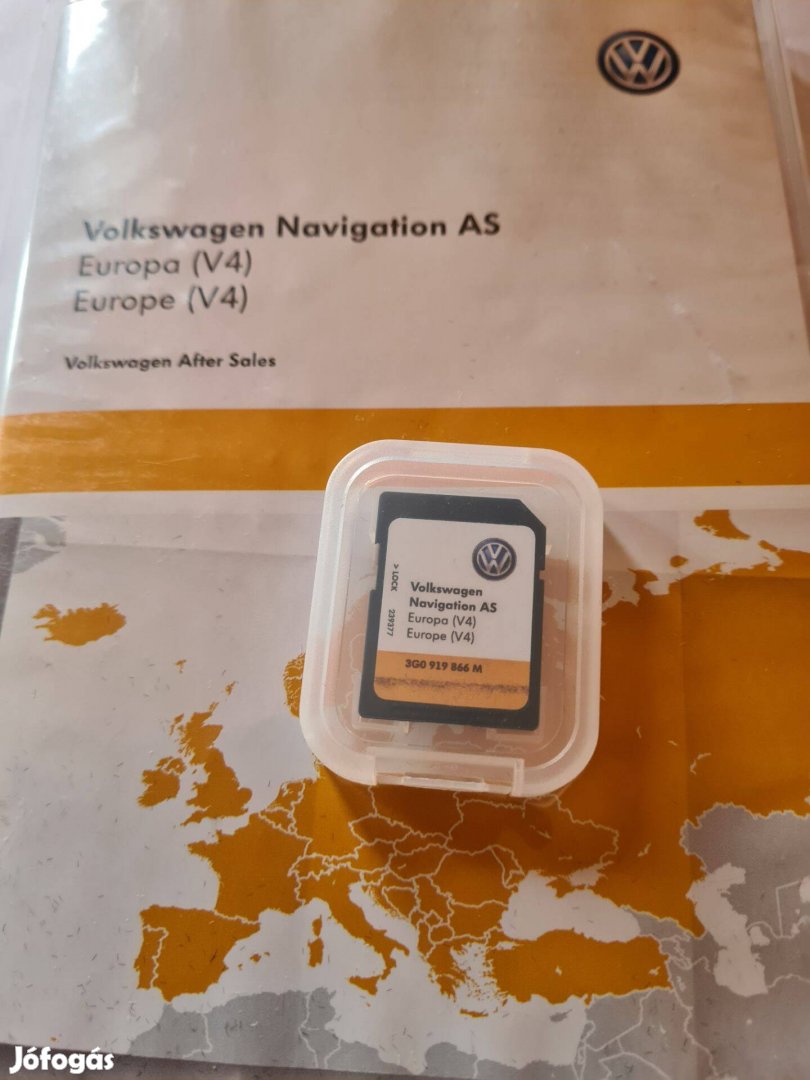 Volkswagen Navigation AS
Europa (V4)
Europe (V4)
Volkswagen After Sales
> LOCK 239377
Volkswagen
Navigation AS
Europa (V4)
Europe (V4)
3G0 919 866 M
Jófogás